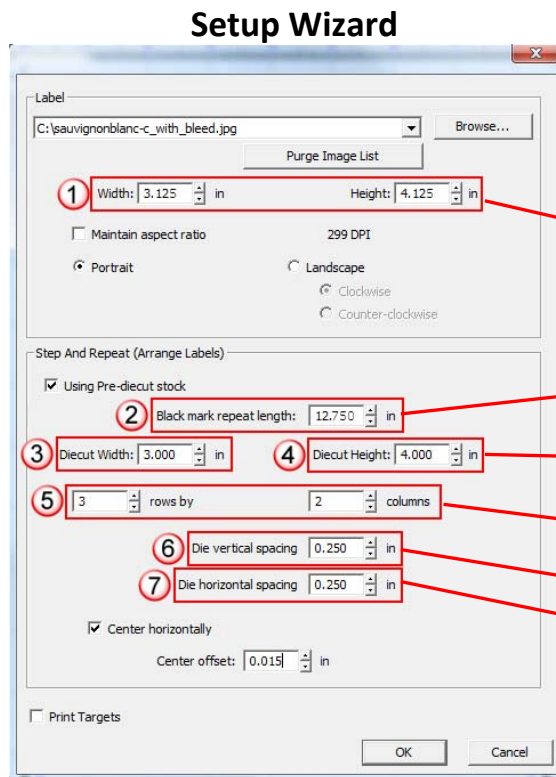 Setup Wizard
x
Label
C:\sauvignonblanc-c_with_bleed.jpg Browse...
Purge Image List
1 Width: 3.125 in Height: 4.125 in
Maintain aspect ratio 299 DPI
Portrait Landscape
Clockwise
Counter-clockwise
Step And Repeat (Arrange Labels)
Using Pre-diecut stock
2 Black mark repeat length: 12.750 in
3 Diecut Width: 3.000 in 4 Diecut Height: 4.000 in
5 3 rows by 2 columns
6 Die vertical spacing 0.250 in
7 Die horizontal spacing 0.250 in
Center horizontally
Center offset: 0.015 in
Print Targets
OK Cancel